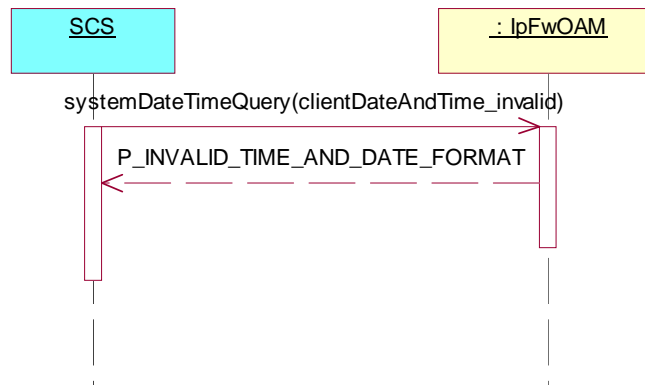 SCS
: IpFwOAM
systemDateTimeQuery(clientDateAndTime_invalid)
P_INVALID_TIME_AND_DATE_FORMAT